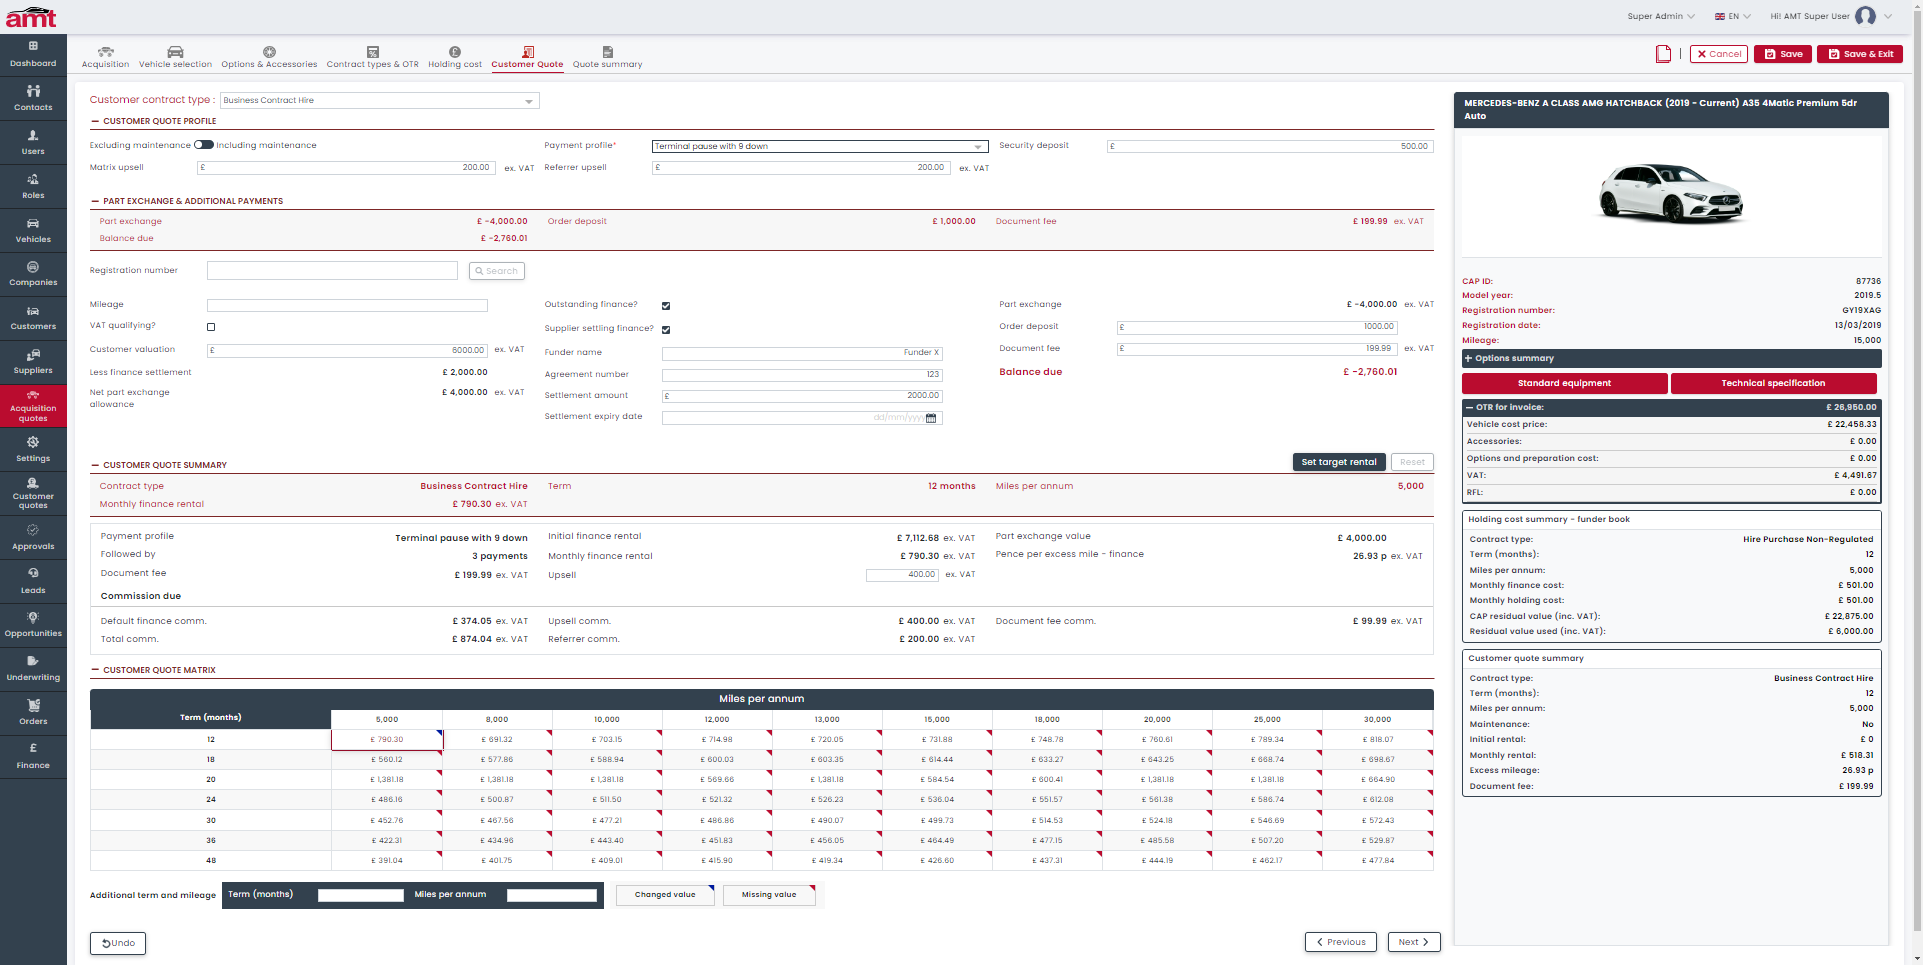 amt
Super Admin
EN
Hi! AMT Super User
Dashboard
Contacts
Users
Roles
Vehicles
Companies
Customers
Suppliers
Acquisition
quotes
Settings
Customer
quotes
Approvals
Leads
Opportunities
Underwriting
Orders
£
Finance
Acquisition
Vehicle selection
Options & Accessories
Contract types & OTR
Holding cost
Customer Quote
Quote summary
Cancel
Save
Save & Exit
Customer contract type : Business Contract Hire
CUSTOMER QUOTE PROFILE
Excluding maintenance Including maintenance
Payment profile* Terminal pause with 9 down
Security deposit £ 500.00
Matrix upsell £ 200.00 ex. VAT
Referrer upsell £ 200.00 ex. VAT
PART EXCHANGE & ADDITIONAL PAYMENTS
Part exchange £ -4,000.00
Order deposit £ 1,000.00
Document fee £ 199.99 ex. VAT
Balance due £ -2,760.01
Registration number
Search
Mileage
VAT qualifying?
Customer valuation £ 6000.00 ex. VAT
Less finance settlement £ 2,000.00
Net part exchange £ 4,000.00 ex. VAT
allowance
Outstanding finance?
Supplier settling finance?
Funder name Funder X
Agreement number 123
Settlement amount £ 2000.00
Settlement expiry date dd/mm/yyyy
Part exchange £ -4,000.00 ex. VAT
Order deposit £ 1000.00
Document fee £ 199.99 ex. VAT
Balance due £ -2,760.01
CUSTOMER QUOTE SUMMARY
Set target rental
Reset
Contract type Business Contract Hire
Term 12 months
Miles per annum 5,000
Monthly finance rental £ 790.30 ex. VAT
Payment profile Terminal pause with 9 down
Initial finance rental £ 7,112.68 ex. VAT
Part exchange value £ 4,000.00
Followed by 3 payments
Monthly finance rental £ 790.30 ex. VAT
Pence per excess mile - finance 26.93 p ex. VAT
Document fee £ 199.99 ex. VAT
Upsell 400.00 ex. VAT
Commission due
Default finance comm. £ 374.05 ex. VAT
Upsell comm. £ 400.00 ex. VAT
Document fee comm. £ 99.99 ex. VAT
Total comm. £ 874.04 ex. VAT
Referrer comm. £ 200.00 ex. VAT
CUSTOMER QUOTE MATRIX
Miles per annum
Term (months) 5,000 8,000 10,000 12,000 13,000 15,000 18,000 20,000 25,000 30,000
12 £ 790.30 £ 691.32 £ 703.15 £ 714.98 £ 720.05 £ 731.88 £ 748.78 £ 760.61 £ 789.34 £ 818.07
18 £ 560.12 £ 577.86 £ 588.94 £ 600.03 £ 603.35 £ 614.44 £ 633.27 £ 643.25 £ 668.74 £ 698.67
20 £ 1,381.18 £ 1,381.18 £ 1,381.18 £ 569.66 £ 1,381.18 £ 584.54 £ 600.41 £ 1,381.18 £ 1,381.18 £ 664.90
24 £ 486.16 £ 500.87 £ 511.50 £ 521.32 £ 526.23 £ 536.04 £ 551.57 £ 561.38 £ 586.74 £ 612.08
30 £ 452.76 £ 467.56 £ 477.21 £ 486.86 £ 490.07 £ 499.73 £ 514.53 £ 524.18 £ 546.69 £ 572.43
36 £ 422.31 £ 434.96 £ 443.40 £ 451.83 £ 456.05 £ 464.49 £ 477.15 £ 485.58 £ 507.20 £ 529.87
48 £ 391.04 £ 401.75 £ 409.01 £ 415.90 £ 419.34 £ 426.60 £ 437.31 £ 444.19 £ 462.17 £ 477.84
Additional term and mileage Term (months) Miles per annum
Changed value
Missing value
Undo
Previous
Next
MERCEDES-BENZ A CLASS AMG HATCHBACK (2019 - Current) A35 4Matic Premium 5dr
Auto
CAP ID: 87736
Model year: 2019.5
Registration number: GY19XAG
Registration date: 13/03/2019
Mileage: 15,000
Options summary
Standard equipment
Technical specification
OTR for invoice: £ 26,950.00
Vehicle cost price: £ 22,458.33
Accessories: £ 0.00
Options and preparation cost: £ 0.00
VAT: £ 4,491.67
RFL: £ 0.00
Holding cost summary - funder book
Contract type: Hire Purchase Non-Regulated
Term (months): 12
Miles per annum: 5,000
Monthly finance cost: £ 501.00
Monthly holding cost: £ 501.00
CAP residual value (inc. VAT): £ 22,875.00
Residual value used (inc. VAT): £ 6,000.00
Customer quote summary
Contract type: Business Contract Hire
Term (months): 12
Miles per annum: 5,000
Maintenance: No
Initial rental: £ 0
Monthly rental: £ 518.31
Excess mileage: 26.93 p
Document fee: £ 199.99